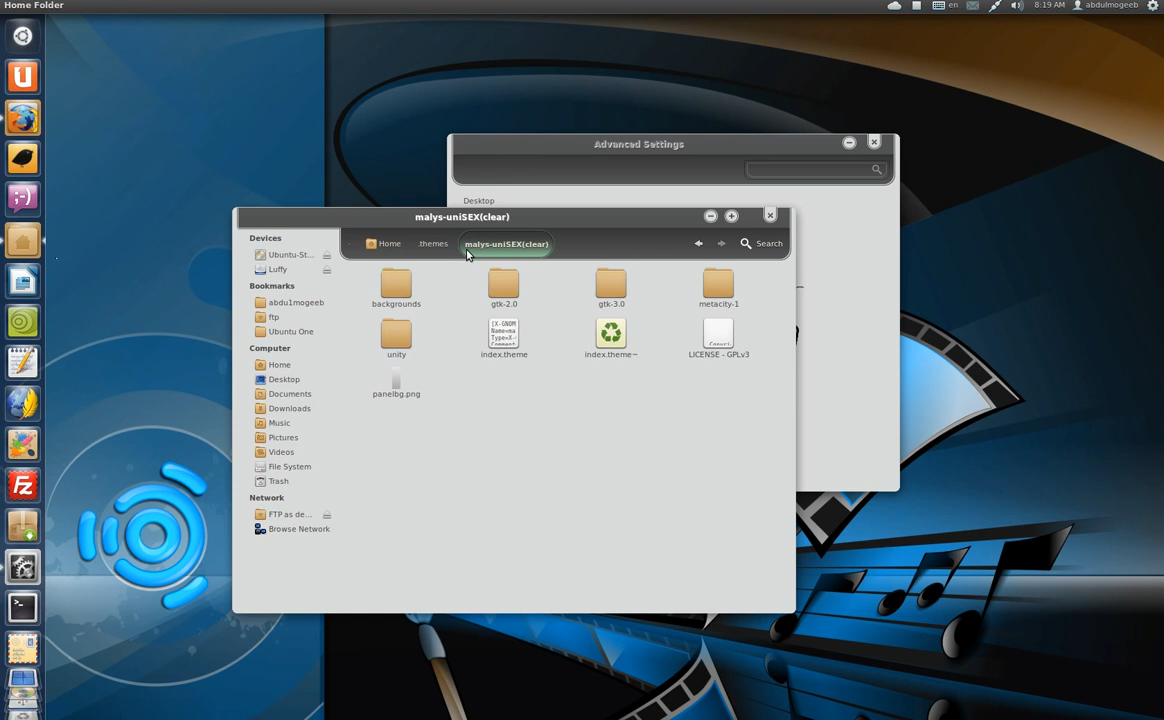 Home Folder
en
8:19 AM
abdulmogeeb
Advanced Settings
Desktop
malys-uniSEX(clear)
Home
.themes
malys-uniSEX(clear)
Search
Devices
Ubuntu-St...
Luffy
Bookmarks
abdu1mogeeb
ftp
Ubuntu One
Computer
Home
Desktop
Documents
Downloads
Music
Pictures
Videos
File System
Trash
Network
FTP as de...
Browse Network
backgrounds
gtk-2.0
gtk-3.0
metacity-1
unity
index.theme
index.theme~
LICENSE - GPLv3
panelbg.png